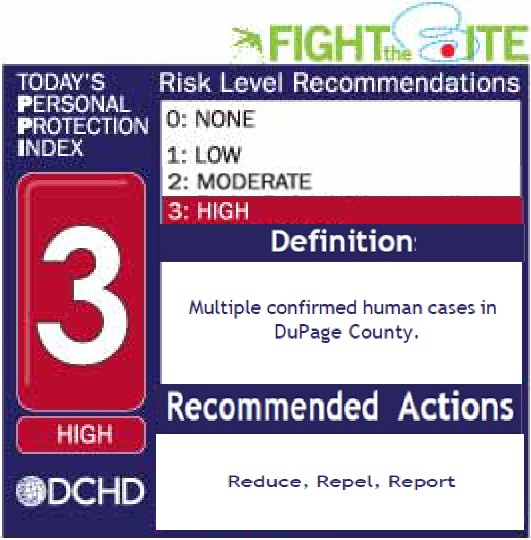 FIGHT the BITE
TODAY'S
PERSONAL
PROTECTION
INDEX
3
HIGH
DCHD
Risk Level Recommendations
0: NONE
1: LOW
2: MODERATE
3: HIGH
Definition:
Multiple confirmed human cases in
DuPage County.
Recommended Actions
Reduce, Repel, Report